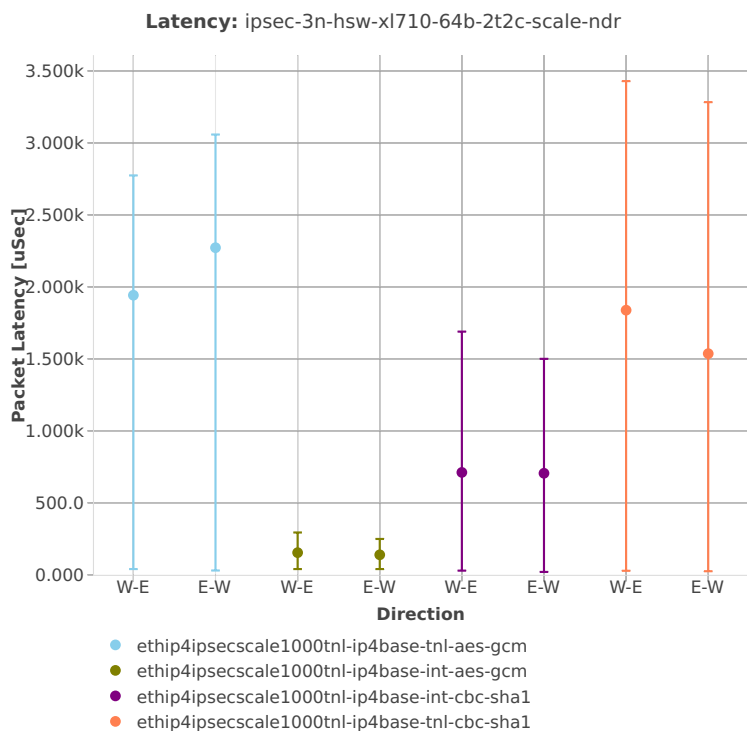 Latency: ipsec-3n-hsw-xl710-64b-2t2c-scale-ndr
Packet Latency [uSec]
3.500k
3.000k
2.500k
2.000k
1.500k
1.000k
500.0
0.000
W-E E-W W-E E-W W-E E-W W-E E-W
Direction
ethip4ipsecscale1000tnl-ip4base-tnl-aes-gcm
ethip4ipsecscale1000tnl-ip4base-int-aes-gcm
ethip4ipsecscale1000tnl-ip4base-int-cbc-sha1
ethip4ipsecscale1000tnl-ip4base-tnl-cbc-sha1